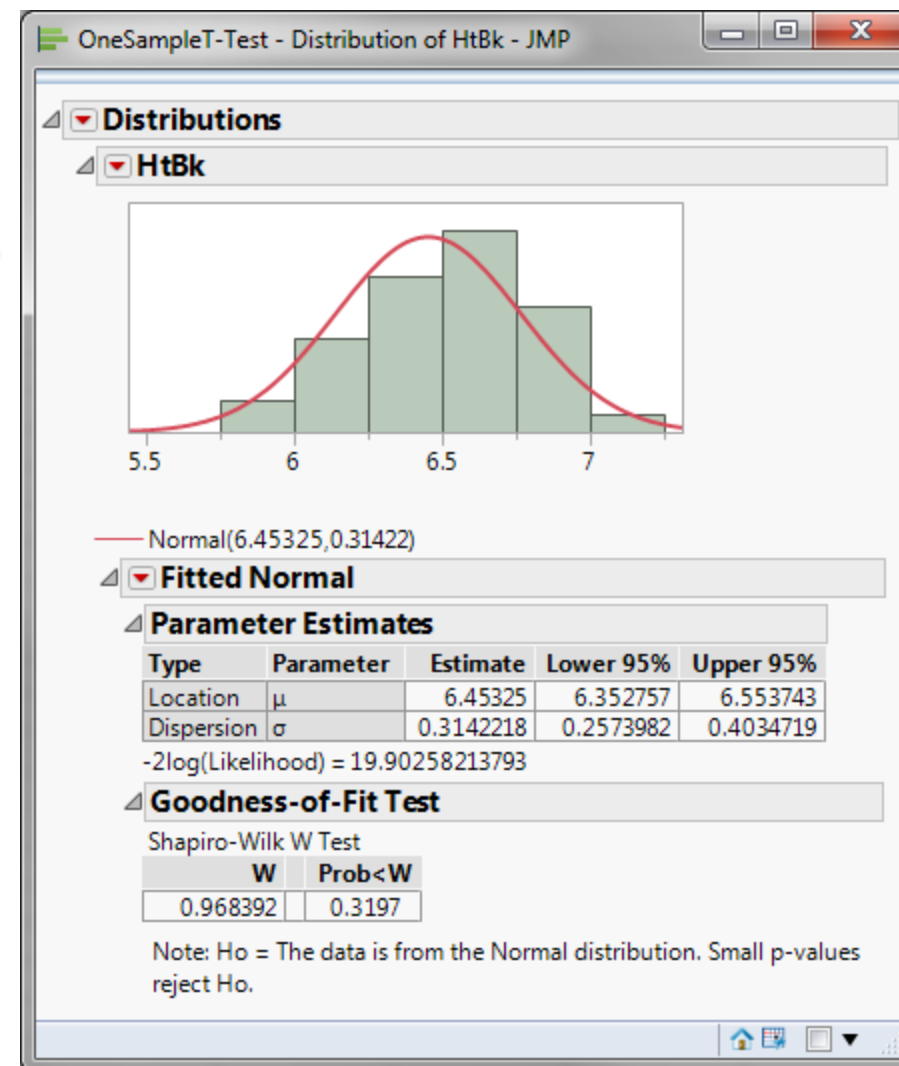 OneSampleT-Test - Distribution of HtBk - JMP
Distributions
HtBk
5.5 6 6.5 7
Normal(6.45325,0.31422)
Fitted Normal
Parameter Estimates
Type Parameter Estimate Lower 95% Upper 95%
Location μ 6.45325 6.352757 6.553743
Dispersion σ 0.3142218 0.2573982 0.4034719
-2log(Likelihood) = 19.90258213793
Goodness-of-Fit Test
Shapiro-Wilk W Test
W Prob<W
0.968392 0.3197
Note: Ho = The data is from the Normal distribution. Small p-values
reject Ho.